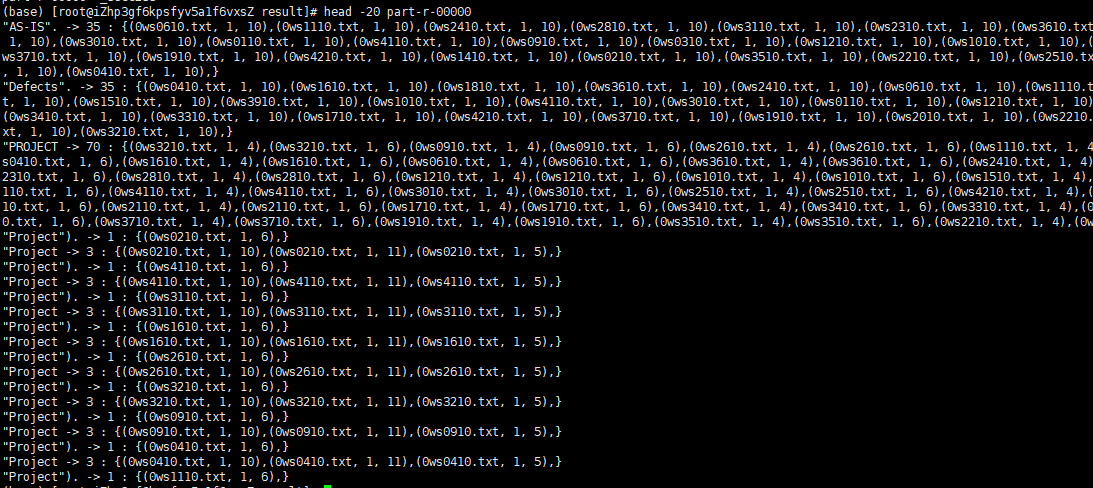 (base) [root@iZhp3gf6kpsfyv5a1f6vxsZ result]# head -20 part-r-00000
"AS-IS". -> 35 : {(0ws0610.txt, 1, 10),(0ws1110.txt, 1, 10),(0ws2410.txt, 1, 10),(0ws2810.txt, 1, 10),(0ws3110.txt, 1, 10),(0ws2310.txt, 1, 10),(0ws3610.txt
 1, 10),(0ws3010.txt, 1, 10),(0ws0110.txt, 1, 10),(0ws4110.txt, 1, 10),(0ws0910.txt, 1, 10),(0ws0310.txt, 1, 10),(0ws1210.txt, 1, 10),(0ws1010.txt, 1, 10),(
ws3710.txt, 1, 10),(0ws1910.txt, 1, 10),(0ws4210.txt, 1, 10),(0ws1410.txt, 1, 10),(0ws0210.txt, 1, 10),(0ws3510.txt, 1, 10),(0ws2210.txt, 1, 10),(0ws2510.txt
, 1, 10),(0ws0410.txt, 1, 10),}
"Defects". -> 35 : {(0ws0410.txt, 1, 10),(0ws1610.txt, 1, 10),(0ws1810.txt, 1, 10),(0ws3610.txt, 1, 10),(0ws2410.txt, 1, 10),(0ws0610.txt, 1, 10),(0ws1110.t
t, 1, 10),(0ws1510.txt, 1, 10),(0ws3910.txt, 1, 10),(0ws1010.txt, 1, 10),(0ws4110.txt, 1, 10),(0ws3010.txt, 1, 10),(0ws0110.txt, 1, 10),(0ws1210.txt, 1, 10)
(0ws3410.txt, 1, 10),(0ws3310.txt, 1, 10),(0ws1710.txt, 1, 10),(0ws4210.txt, 1, 10),(0ws3710.txt, 1, 10),(0ws1910.txt, 1, 10),(0ws2010.txt, 1, 10),(0ws2210.
xt, 1, 10),(0ws3210.txt, 1, 10),}
"PROJECT -> 70 : {(0ws3210.txt, 1, 4),(0ws3210.txt, 1, 6),(0ws0910.txt, 1, 4),(0ws0910.txt, 1, 6),(0ws2610.txt, 1, 4),(0ws2610.txt, 1, 6),(0ws1110.txt, 1, 4
s0410.txt, 1, 6),(0ws1610.txt, 1, 4),(0ws1610.txt, 1, 6),(0ws0610.txt, 1, 4),(0ws0610.txt, 1, 6),(0ws3610.txt, 1, 4),(0ws3610.txt, 1, 6),(0ws2410.txt, 1, 4)
2310.txt, 1, 6),(0ws2810.txt, 1, 4),(0ws2810.txt, 1, 6),(0ws1210.txt, 1, 4),(0ws1210.txt, 1, 6),(0ws1010.txt, 1, 4),(0ws1010.txt, 1, 6),(0ws1510.txt, 1, 4),
110.txt, 1, 6),(0ws4110.txt, 1, 4),(0ws4110.txt, 1, 6),(0ws3010.txt, 1, 4),(0ws3010.txt, 1, 6),(0ws2510.txt, 1, 4),(0ws2510.txt, 1, 6),(0ws4210.txt, 1, 4),(
10.txt, 1, 6),(0ws2110.txt, 1, 4),(0ws2110.txt, 1, 6),(0ws1710.txt, 1, 4),(0ws1710.txt, 1, 6),(0ws3410.txt, 1, 4),(0ws3410.txt, 1, 6),(0ws3310.txt, 1, 4),(0
0.txt, 1, 6),(0ws3710.txt, 1, 4),(0ws3710.txt, 1, 6),(0ws1910.txt, 1, 4),(0ws1910.txt, 1, 6),(0ws3510.txt, 1, 4),(0ws3510.txt, 1, 6),(0ws2210.txt, 1, 4),(0w
"Project"). -> 1 : {(0ws0210.txt, 1, 6),}
"Project -> 3 : {(0ws0210.txt, 1, 10),(0ws0210.txt, 1, 11),(0ws0210.txt, 1, 5),}
"Project"). -> 1 : {(0ws4110.txt, 1, 6),}
"Project -> 3 : {(0ws4110.txt, 1, 10),(0ws4110.txt, 1, 11),(0ws4110.txt, 1, 5),}
"Project"). -> 1 : {(0ws3110.txt, 1, 6),}
"Project -> 3 : {(0ws3110.txt, 1, 10),(0ws3110.txt, 1, 11),(0ws3110.txt, 1, 5),}
"Project"). -> 1 : {(0ws1610.txt, 1, 6),}
"Project -> 3 : {(0ws1610.txt, 1, 10),(0ws1610.txt, 1, 11),(0ws1610.txt, 1, 5),}
"Project"). -> 1 : {(0ws2610.txt, 1, 6),}
"Project -> 3 : {(0ws2610.txt, 1, 10),(0ws2610.txt, 1, 11),(0ws2610.txt, 1, 5),}
"Project"). -> 1 : {(0ws3210.txt, 1, 6),}
"Project -> 3 : {(0ws3210.txt, 1, 10),(0ws3210.txt, 1, 11),(0ws3210.txt, 1, 5),}
"Project"). -> 1 : {(0ws0910.txt, 1, 6),}
"Project -> 3 : {(0ws0910.txt, 1, 10),(0ws0910.txt, 1, 11),(0ws0910.txt, 1, 5),}
"Project"). -> 1 : {(0ws0410.txt, 1, 6),}
"Project -> 3 : {(0ws0410.txt, 1, 10),(0ws0410.txt, 1, 11),(0ws0410.txt, 1, 5),}
"Project"). -> 1 : {(0ws1110.txt, 1, 6),}